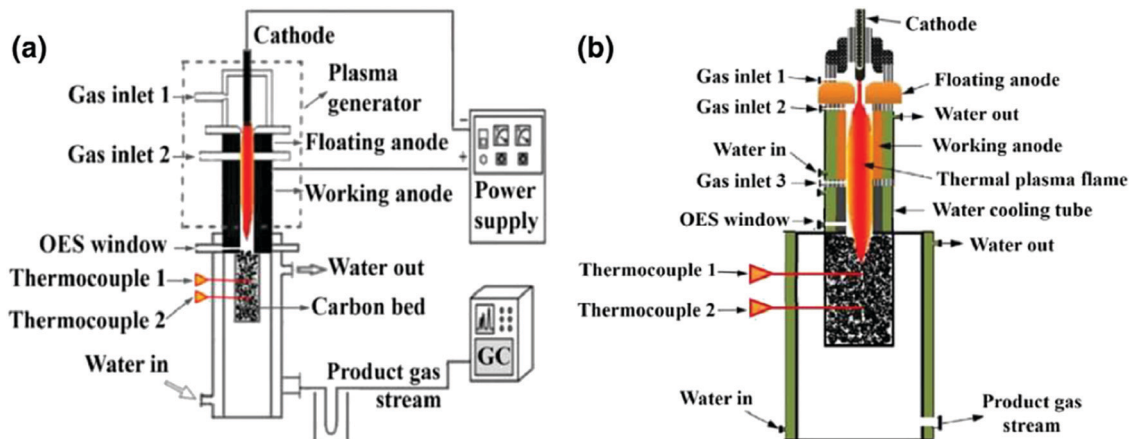 (a)
Cathode
Plasma
generator
Gas inlet 1
Floating anode
Gas inlet 2
Working anode
-
+
Power
supply
OES window
Water out
Thermocouple 1
Carbon bed
Thermocouple 2
Water in
Product gas
stream
GC
(b)
Cathode
Gas inlet 1
Floating anode
Gas inlet 2
Water out
Working anode
Water in
Thermal plasma flame
Gas inlet 3
Water cooling tube
OES window
Water out
Thermocouple 1
Thermocouple 2
Water in
Product gas
stream